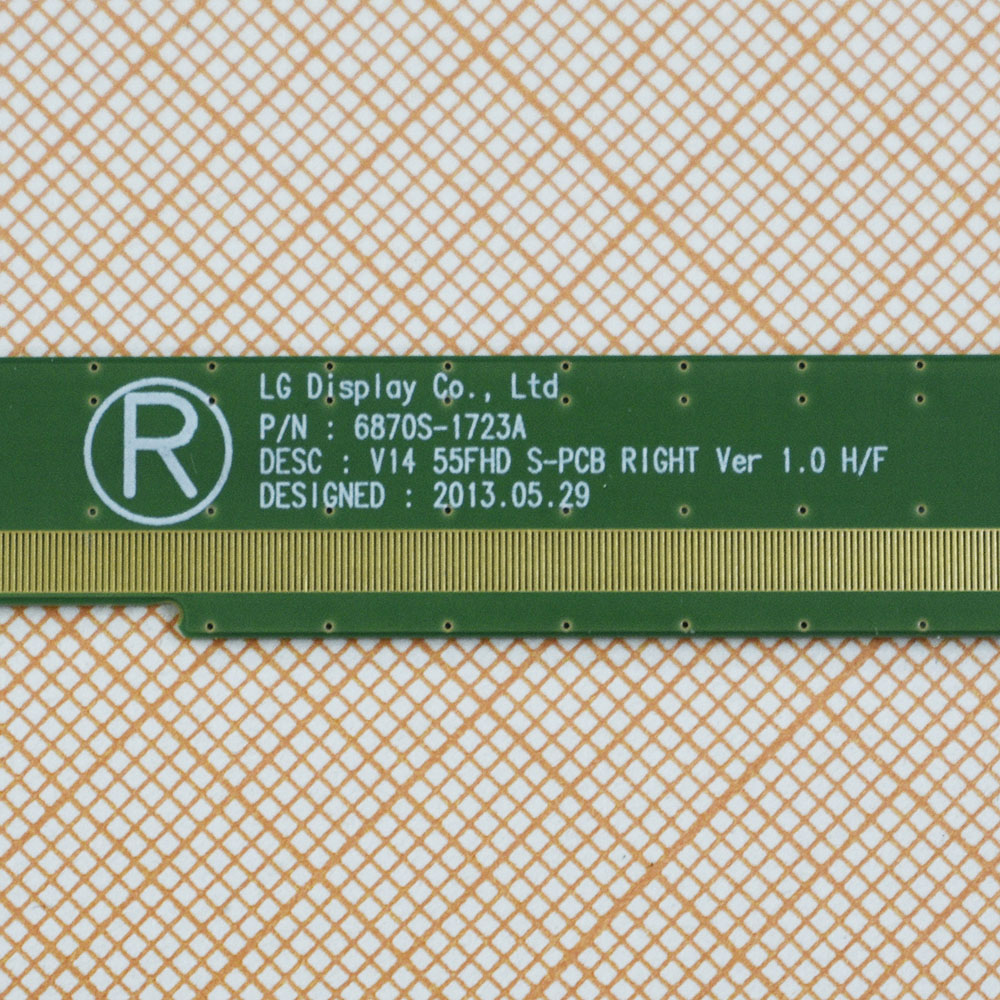 R
LG Display Co., Ltd
P/N : 6870S-1723A
DESC : V14 55FHD S-PCB RIGHT Ver 1.0 H/F
DESIGNED : 2013.05.29